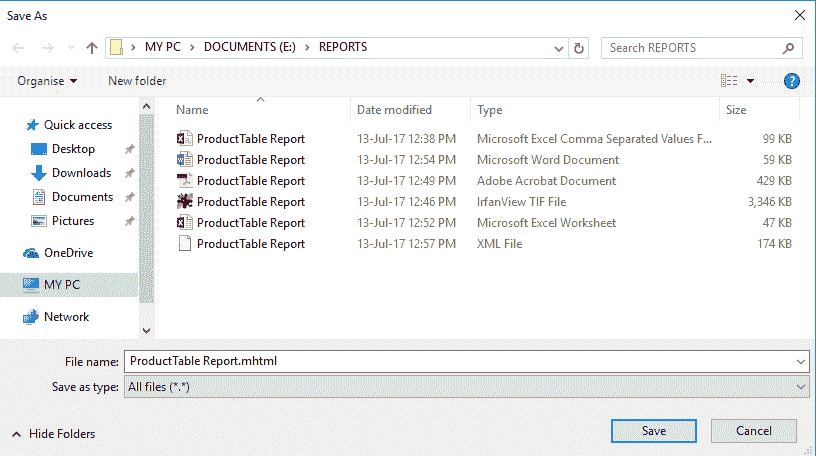 Save As
MY PC > DOCUMENTS (E:) > REPORTS
Search REPORTS
Organise
New folder
?
Name
Date modified
Type
Size
Quick access
Desktop
Downloads
Documents
Pictures
OneDrive
MY PC
Network
ProductTable Report 13-Jul-17 12:38 PM Microsoft Excel Comma Separated Values F... 99 KB
ProductTable Report 13-Jul-17 12:54 PM Microsoft Word Document 59 KB
ProductTable Report 13-Jul-17 12:49 PM Adobe Acrobat Document 429 KB
ProductTable Report 13-Jul-17 12:46 PM IrfanView TIF File 3,346 KB
ProductTable Report 13-Jul-17 12:52 PM Microsoft Excel Worksheet 47 KB
ProductTable Report 13-Jul-17 12:57 PM XML File 174 KB
File name: ProductTable Report.mhtml
Save as type: All files (*.*)
Hide Folders
Save
Cancel